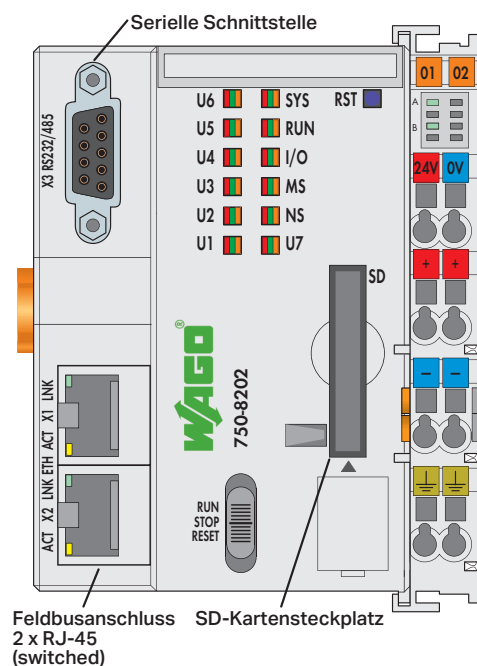 Serielle Schnittstelle
X3 RS232/485
U6 SYS RST
U5 RUN
U4 I/O
U3 MS
U2 NS
U1 U7
SD
01 02
A
B
24V 0V
+ +
− −
WAGO
®
750-8202
ACT X1 LNK
ETH
ACT X2 LNK
RUN
STOP
RESET
Feldbusanschluss
2 x RJ-45
(switched)
SD-Kartensteckplatz